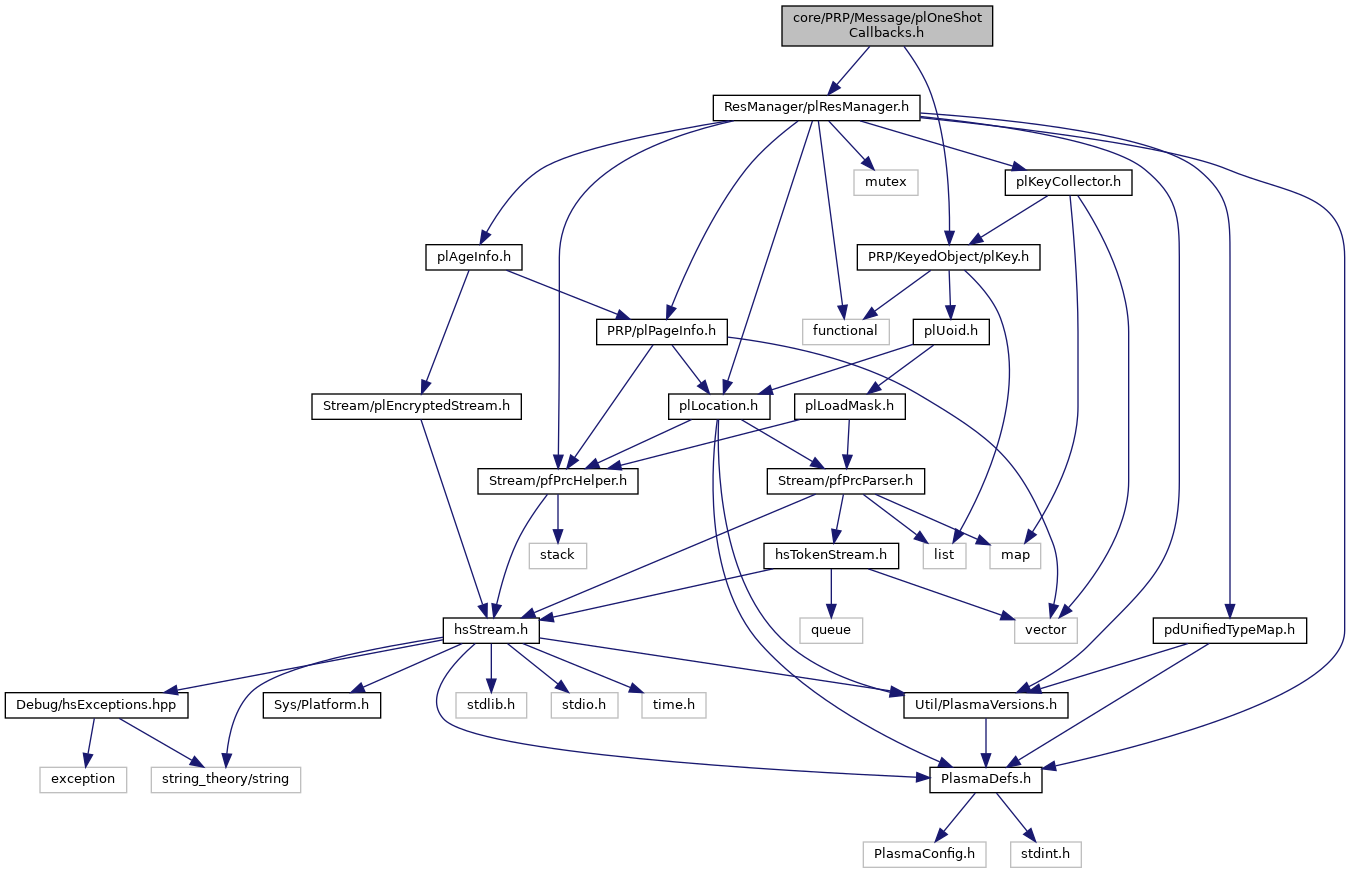 core/PRP/Message/plOneShot
Callbacks.h
ResManager/plResManager.h
mutex
plKeyCollector.h
plAgeInfo.h
PRP/KeyedObject/plKey.h
PRP/plPageInfo.h
functional
plUoid.h
Stream/plEncryptedStream.h
plLocation.h
plLoadMask.h
Stream/pfPrcHelper.h
Stream/pfPrcParser.h
stack
hsTokenStream.h
list
map
hsStream.h
queue
vector
pdUnifiedTypeMap.h
Debug/hsExceptions.hpp
Sys/Platform.h
stdlib.h
stdio.h
time.h
Util/PlasmaVersions.h
exception
string_theory/string
PlasmaDefs.h
PlasmaConfig.h
stdint.h